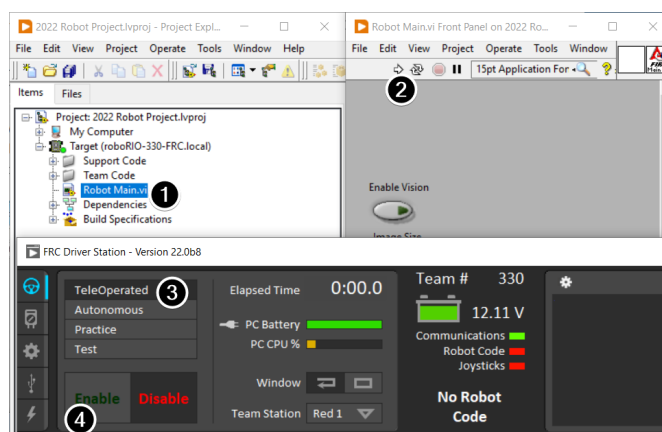 2022 Robot Project.lvproj - Project Expl...
File Edit View Project Operate Tools Window Help
Items Files
Project: 2022 Robot Project.lvproj
My Computer
Target (roboRIO-330-FRC.local)
Support Code
Team Code
Robot Main.vi
1
Dependencies
Build Specifications
Robot Main.vi Front Panel on 2022 Ro...
File Edit View Project Operate Tools Window
15pt Application For
2
Enable Vision
Image Size
FRC Driver Station - Version 22.0b8
TeleOperated
3
Autonomous
Practice
Test
Enable Disable
4
Elapsed Time 0:00.0
PC Battery
PC CPU %
Window
Team Station Red 1
Team # 330
12.11 V
Communications
Robot Code
Joysticks
No Robot
Code